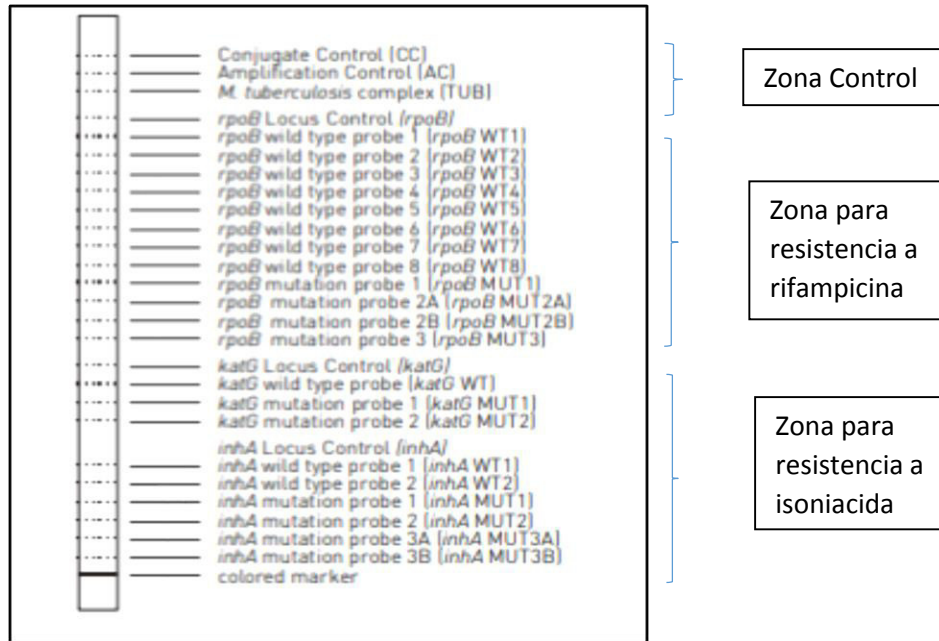 Conjugate Control (CC)
Amplification Control (AC)
M. tuberculosis complex (TUB)
rpoB Locus Control (rpoB)
rpoB wild type probe 1 (rpoB WT1)
rpoB wild type probe 2 (rpoB WT2)
rpoB wild type probe 3 (rpoB WT3)
rpoB wild type probe 4 (rpoB WT4)
rpoB wild type probe 5 (rpoB WT5)
rpoB wild type probe 6 (rpoB WT6)
rpoB wild type probe 7 (rpoB WT7)
rpoB wild type probe 8 (rpoB WT8)
rpoB mutation probe 1 (rpoB MUT1)
rpoB mutation probe 2A (rpoB MUT2A)
rpoB mutation probe 2B (rpoB MUT2B)
rpoB mutation probe 3 (rpoB MUT3)
katG Locus Control (katG)
katG wild type probe (katG WT)
katG mutation probe 1 (katG MUT1)
katG mutation probe 2 (katG MUT2)
inhA Locus Control (inhA)
inhA wild type probe 1 (inhA WT1)
inhA wild type probe 2 (inhA WT2)
inhA mutation probe 1 (inhA MUT1)
inhA mutation probe 2 (inhA MUT2)
inhA mutation probe 3A (inhA MUT3A)
inhA mutation probe 3B (inhA MUT3B)
colored marker
Zona Control
Zona para
resistencia a
rifampicina
Zona para
resistencia a
isoniacida